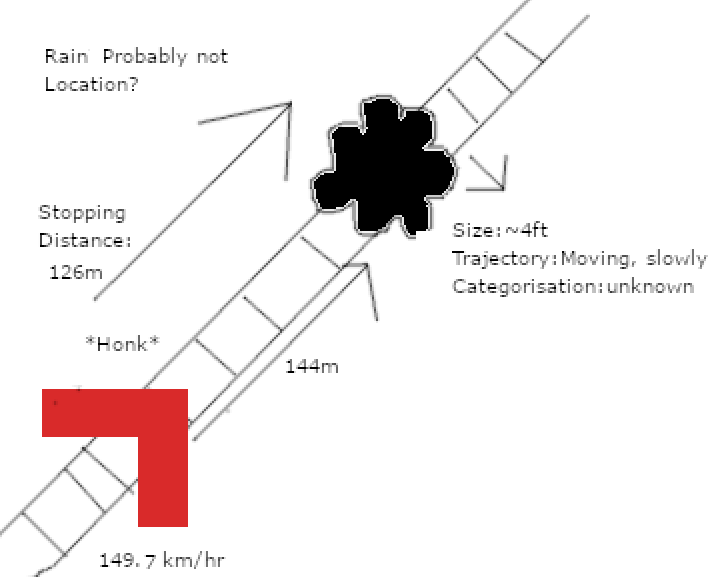 Rain Probably not
Location?
Stopping
Distance:
126m
Size:~4ft
Trajectory:Moving, slowly
Categorisation:unknown
*Honk*
144m
149.7 km/hr